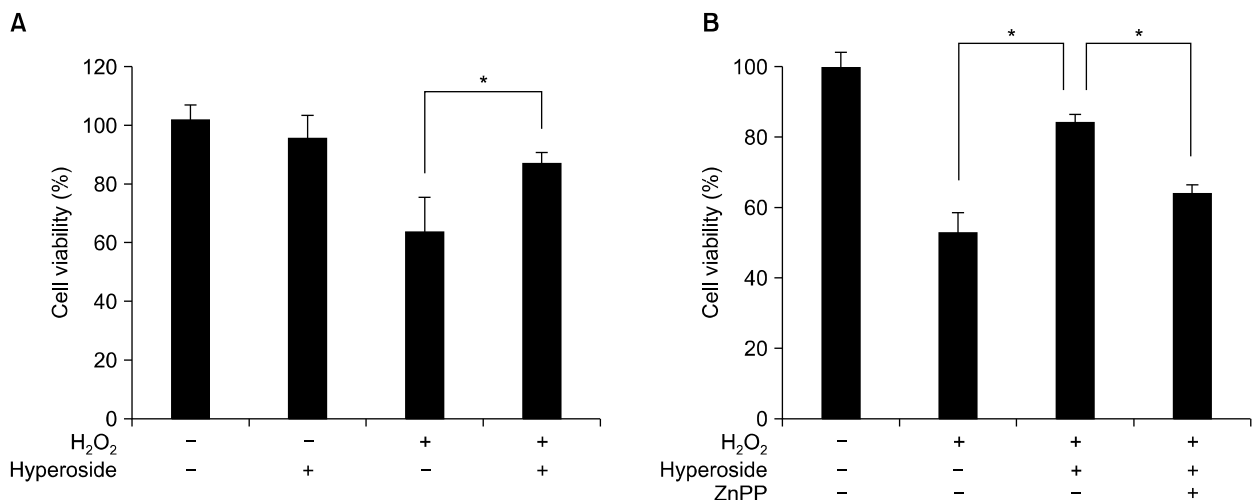 A
Cell viability (%)
120
100
80
60
40
20
0
*
H₂O₂ – – + +
Hyperoside – + – +
B
Cell viability (%)
100
80
60
40
20
0
* *
H₂O₂ – + + +
Hyperoside – – + +
ZnPP – – – +